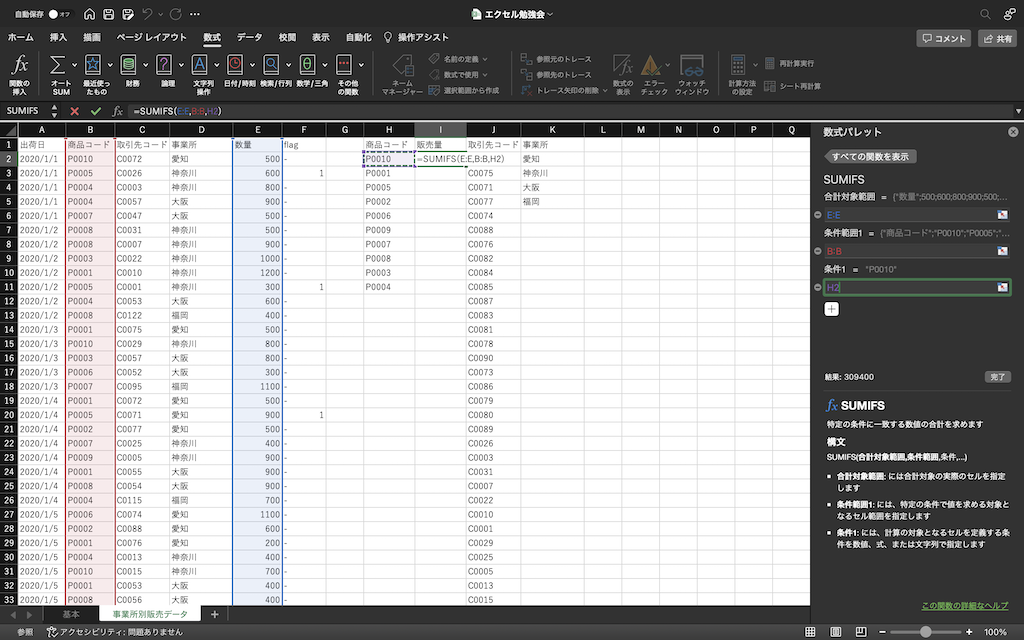 自動保存 オフ エクセル勉強会
ホーム 挿入 描画 ページ レイアウト 数式 データ 校閲 表示 自動化 操作アシスト コメント 共有
関数の挿入 オート SUM 最近使ったもの 財務 論理 文字列操作 日付/時刻 検索/行列 数学/三角 その他の関数 ネームマネージャー 名前の定義 数式で使用 選択範囲から作成 参照元のトレース 参照先のトレース トレース矢印の削除 数式の表示 エラーチェック ウォッチウィンドウ 計算方法の設定 再計算実行 シート再計算
SUMIFS fx =SUMIFS(E:E,B:B,H2)
A B C D E F G H I J K L M N O P Q
1 出荷日 商品コード 取引先コード 事業所 数量 flag 商品コード 販売量 取引先コード 事業所
2 2020/1/1 P0010 C0072 愛知 500 - P0010 =SUMIFS(E:E,B:B,H2) 愛知
3 2020/1/1 P0005 C0026 神奈川 600 1 P0001 C0075 神奈川
4 2020/1/1 P0004 C0003 神奈川 800 - P0005 C0071 大阪
5 2020/1/1 P0004 C0057 大阪 900 - P0002 C0077 福岡
6 2020/1/1 P0007 C0047 大阪 500 - P0006 C0074
7 2020/1/2 P0008 C0031 神奈川 500 - P0009 C0088
8 2020/1/2 P0008 C0007 神奈川 900 - P0007 C0076
9 2020/1/2 P0003 C0022 神奈川 1000 - P0008 C0082
10 2020/1/2 P0001 C0010 神奈川 1200 - P0003 C0084
11 2020/1/2 P0005 C0001 神奈川 300 1 P0004 C0085
12 2020/1/2 P0004 C0053 大阪 600 - C0087
13 2020/1/2 P0008 C0122 福岡 400 - C0083
14 2020/1/3 P0001 C0075 愛知 500 - C0081
15 2020/1/3 P0010 C0029 神奈川 800 - C0078
16 2020/1/3 P0003 C0057 大阪 800 - C0090
17 2020/1/3 P0006 C0052 大阪 300 - C0073
18 2020/1/3 P0007 C0095 福岡 1100 - C0086
19 2020/1/4 P0001 C0072 愛知 500 - C0079
20 2020/1/4 P0005 C0071 愛知 900 1 C0080
21 2020/1/4 P0002 C0077 愛知 500 - C0089
22 2020/1/4 P0007 C0025 神奈川 400 - C0026
23 2020/1/4 P0009 C0005 神奈川 900 - C0003
24 2020/1/4 P0001 C0055 大阪 900 - C0031
25 2020/1/4 P0008 C0054 大阪 900 - C0007
26 2020/1/4 P0004 C0115 福岡 700 - C0022
27 2020/1/5 P0006 C0074 愛知 1100 - C0010
28 2020/1/5 P0002 C0088 愛知 600 - C0001
29 2020/1/5 P0001 C0076 愛知 200 - C0029
30 2020/1/5 P0004 C0013 神奈川 400 - C0025
31 2020/1/5 P0010 C0015 神奈川 700 - C0005
32 2020/1/5 P0001 C0053 大阪 400 - C0013
33 2020/1/5 P0008 C0056 大阪 400 - C0015
数式パレット
すべての関数を表示
SUMIFS
合計対象範囲 = {"数量";500;600;800;900;500;...
E:E
条件範囲1 = {"商品コード";"P0010";"P0005";"...
B:B
条件1 = "P0010"
H2
+
結果: 309400 完了
fx SUMIFS
特定の条件に一致する数値の合計を求めます
構文
SUMIFS(合計対象範囲,条件範囲,条件,...)
• 合計対象範囲: には合計対象の実際のセルを指定
します
• 条件範囲1: には、特定の条件で値を求める対象と
なるセル範囲を指定します
• 条件1: には、計算の対象となるセルを定義する条
件を数値、式、または文字列で指定します
この関数の詳細なヘルプ
基本 事業所別販売データ +
参照 アクセシビリティ: 問題ありません - + 100%